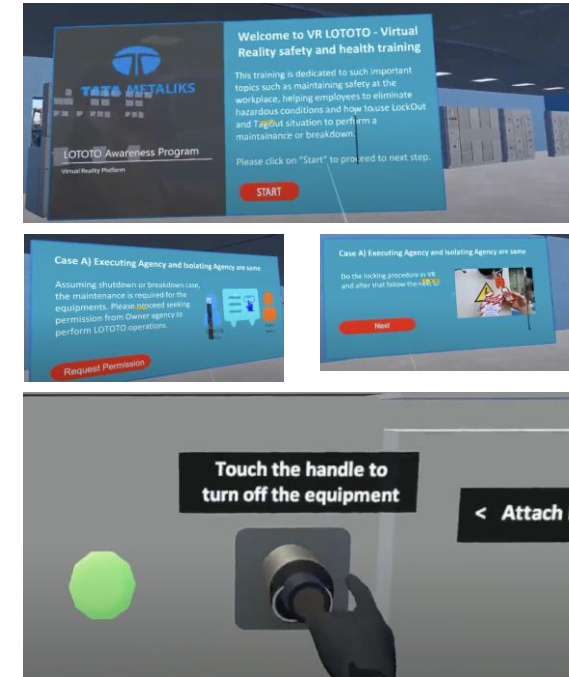 Welcome to VR LOTOTO - Virtual
Reality safety and health training
This training is dedicated to such important
topics such as maintaining safety at the
workplace, helping employees to eliminate
hazardous conditions and how to use LockOut
and TagOut situation to perform a
maintainance or breakdown.
Please click on "Start" to proceed to next step.
START
TATA METALIKS
LOTOTO Awareness Program
Virtual Reality Platform
Case A) Executing Agency and Isolating Agency are same
Assuming shutdown or breakdown case,
the maintenance is required for the
equipments. Please proceed seeking
permission from Owner agency to
perform LOTOTO operations.
Request Permission
Case A) Executing Agency and Isolating Agency are same
Do the locking procedure in VR
and after that follow the
Next
Touch the handle to
turn off the equipment
< Attach